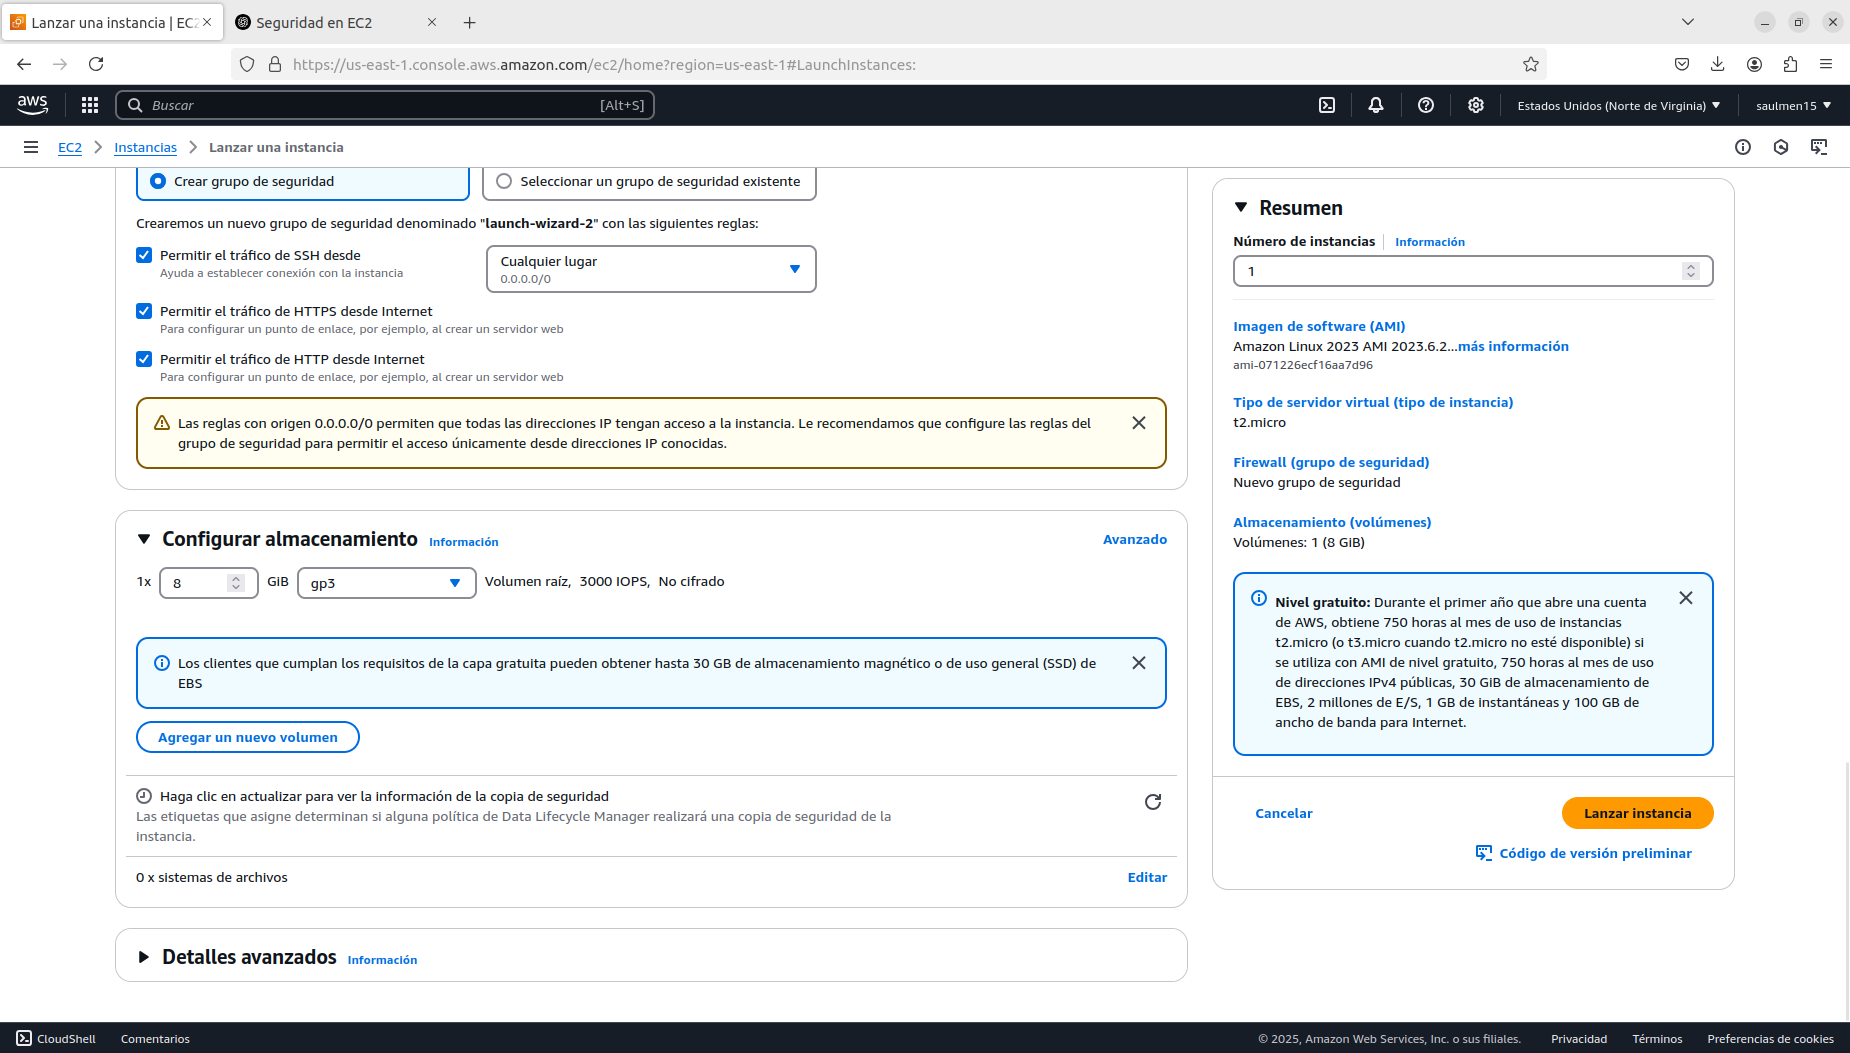 Lanzar una instancia | EC2
Seguridad en EC2
https://us-east-1.console.aws.amazon.com/ec2/home?region=us-east-1#LaunchInstances:
aws
Buscar
[Alt+S]
Estados Unidos (Norte de Virginia)
saulmen15
EC2
Instancias
Lanzar una instancia
Crear grupo de seguridad
Seleccionar un grupo de seguridad existente
Crearemos un nuevo grupo de seguridad denominado "launch-wizard-2" con las siguientes reglas:
Permitir el tráfico de SSH desde
Ayuda a establecer conexión con la instancia
Cualquier lugar
0.0.0.0/0
Permitir el tráfico de HTTPS desde Internet
Para configurar un punto de enlace, por ejemplo, al crear un servidor web
Permitir el tráfico de HTTP desde Internet
Para configurar un punto de enlace, por ejemplo, al crear un servidor web
Las reglas con origen 0.0.0.0/0 permiten que todas las direcciones IP tengan acceso a la instancia. Le recomendamos que configure las reglas del
grupo de seguridad para permitir el acceso únicamente desde direcciones IP conocidas.
Configurar almacenamiento
Información
Avanzado
1x
8
GiB
gp3
Volumen raíz, 3000 IOPS, No cifrado
Los clientes que cumplan los requisitos de la capa gratuita pueden obtener hasta 30 GB de almacenamiento magnético o de uso general (SSD) de
EBS
Agregar un nuevo volumen
Haga clic en actualizar para ver la información de la copia de seguridad
Las etiquetas que asigne determinan si alguna política de Data Lifecycle Manager realizará una copia de seguridad de la
instancia.
0 x sistemas de archivos
Editar
Detalles avanzados
Información
Resumen
Número de instancias
Información
1
Imagen de software (AMI)
Amazon Linux 2023 AMI 2023.6.2...más información
ami-071226ecf16aa7d96
Tipo de servidor virtual (tipo de instancia)
t2.micro
Firewall (grupo de seguridad)
Nuevo grupo de seguridad
Almacenamiento (volúmenes)
Volúmenes: 1 (8 GiB)
Nivel gratuito: Durante el primer año que abre una cuenta
de AWS, obtiene 750 horas al mes de uso de instancias
t2.micro (o t3.micro cuando t2.micro no esté disponible) si
se utiliza con AMI de nivel gratuito, 750 horas al mes de uso
de direcciones IPv4 públicas, 30 GiB de almacenamiento de
EBS, 2 millones de E/S, 1 GB de instantáneas y 100 GB de
ancho de banda para Internet.
Cancelar
Lanzar instancia
Código de versión preliminar
CloudShell
Comentarios
© 2025, Amazon Web Services, Inc. o sus filiales.
Privacidad
Términos
Preferencias de cookies